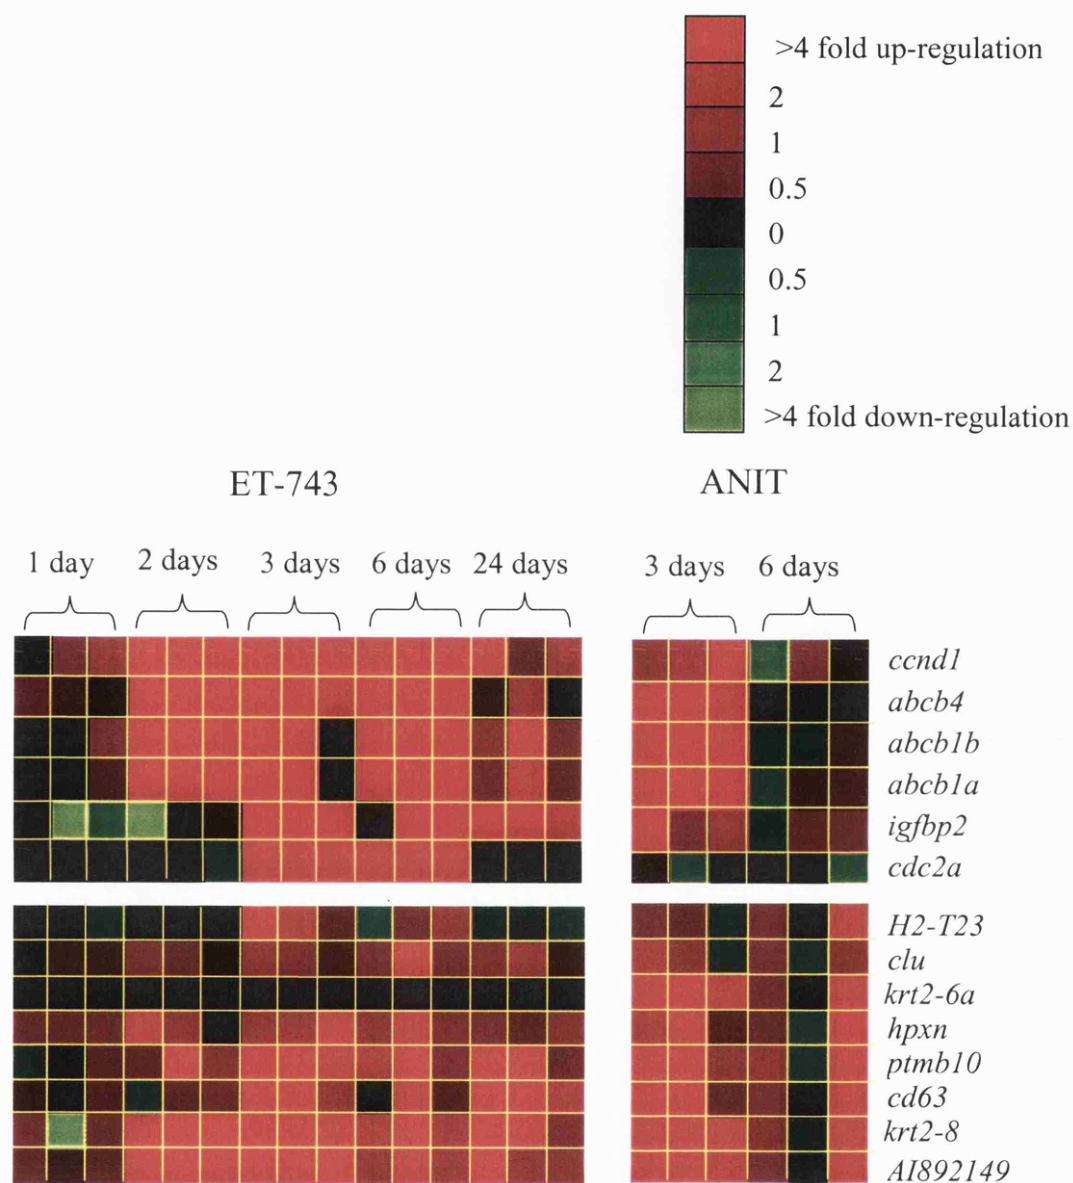 >4 fold up-regulation
2
1
0.5
0
0.5
1
2
>4 fold down-regulation
ET-743
ANIT
1 day 2 days 3 days 6 days 24 days
3 days 6 days
ccnd1
abcb4
abcb1b
abcb1a
igfbp2
cdc2a
H2-T23
clu
krt2-6a
hpxn
ptmb10
cd63
krt2-8
AI892149